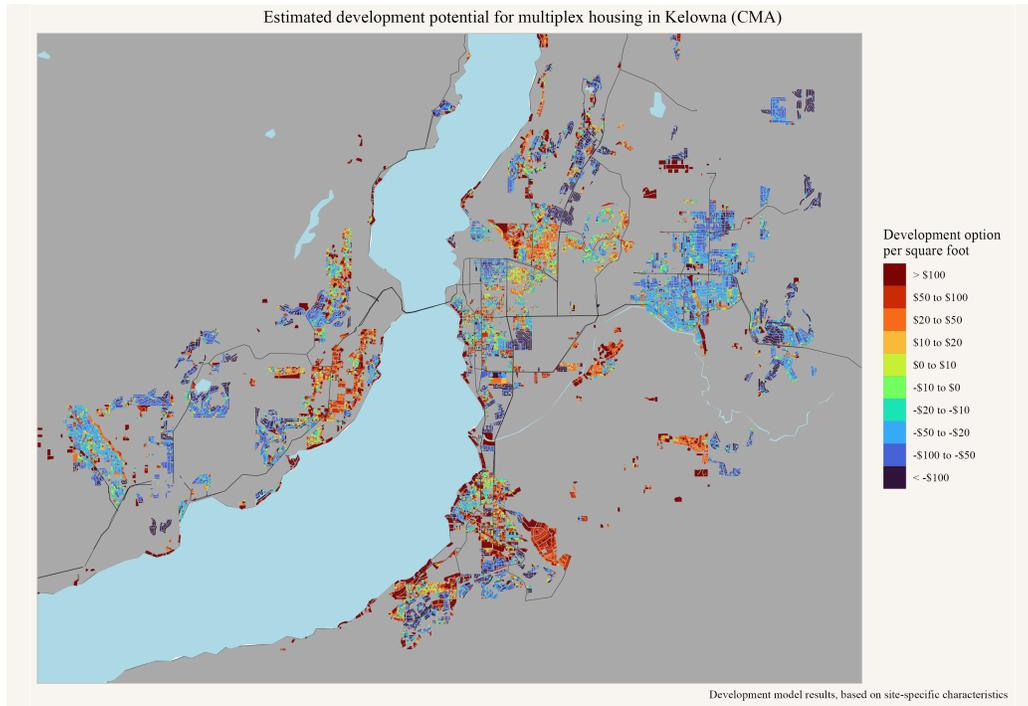 Estimated development potential for multiplex housing in Kelowna (CMA)
Development option
per square foot
> $100
$50 to $100
$20 to $50
$10 to $20
$0 to $10
-$10 to $0
-$20 to -$10
-$50 to -$20
-$100 to -$50
< -$100
Development model results, based on site-specific characteristics